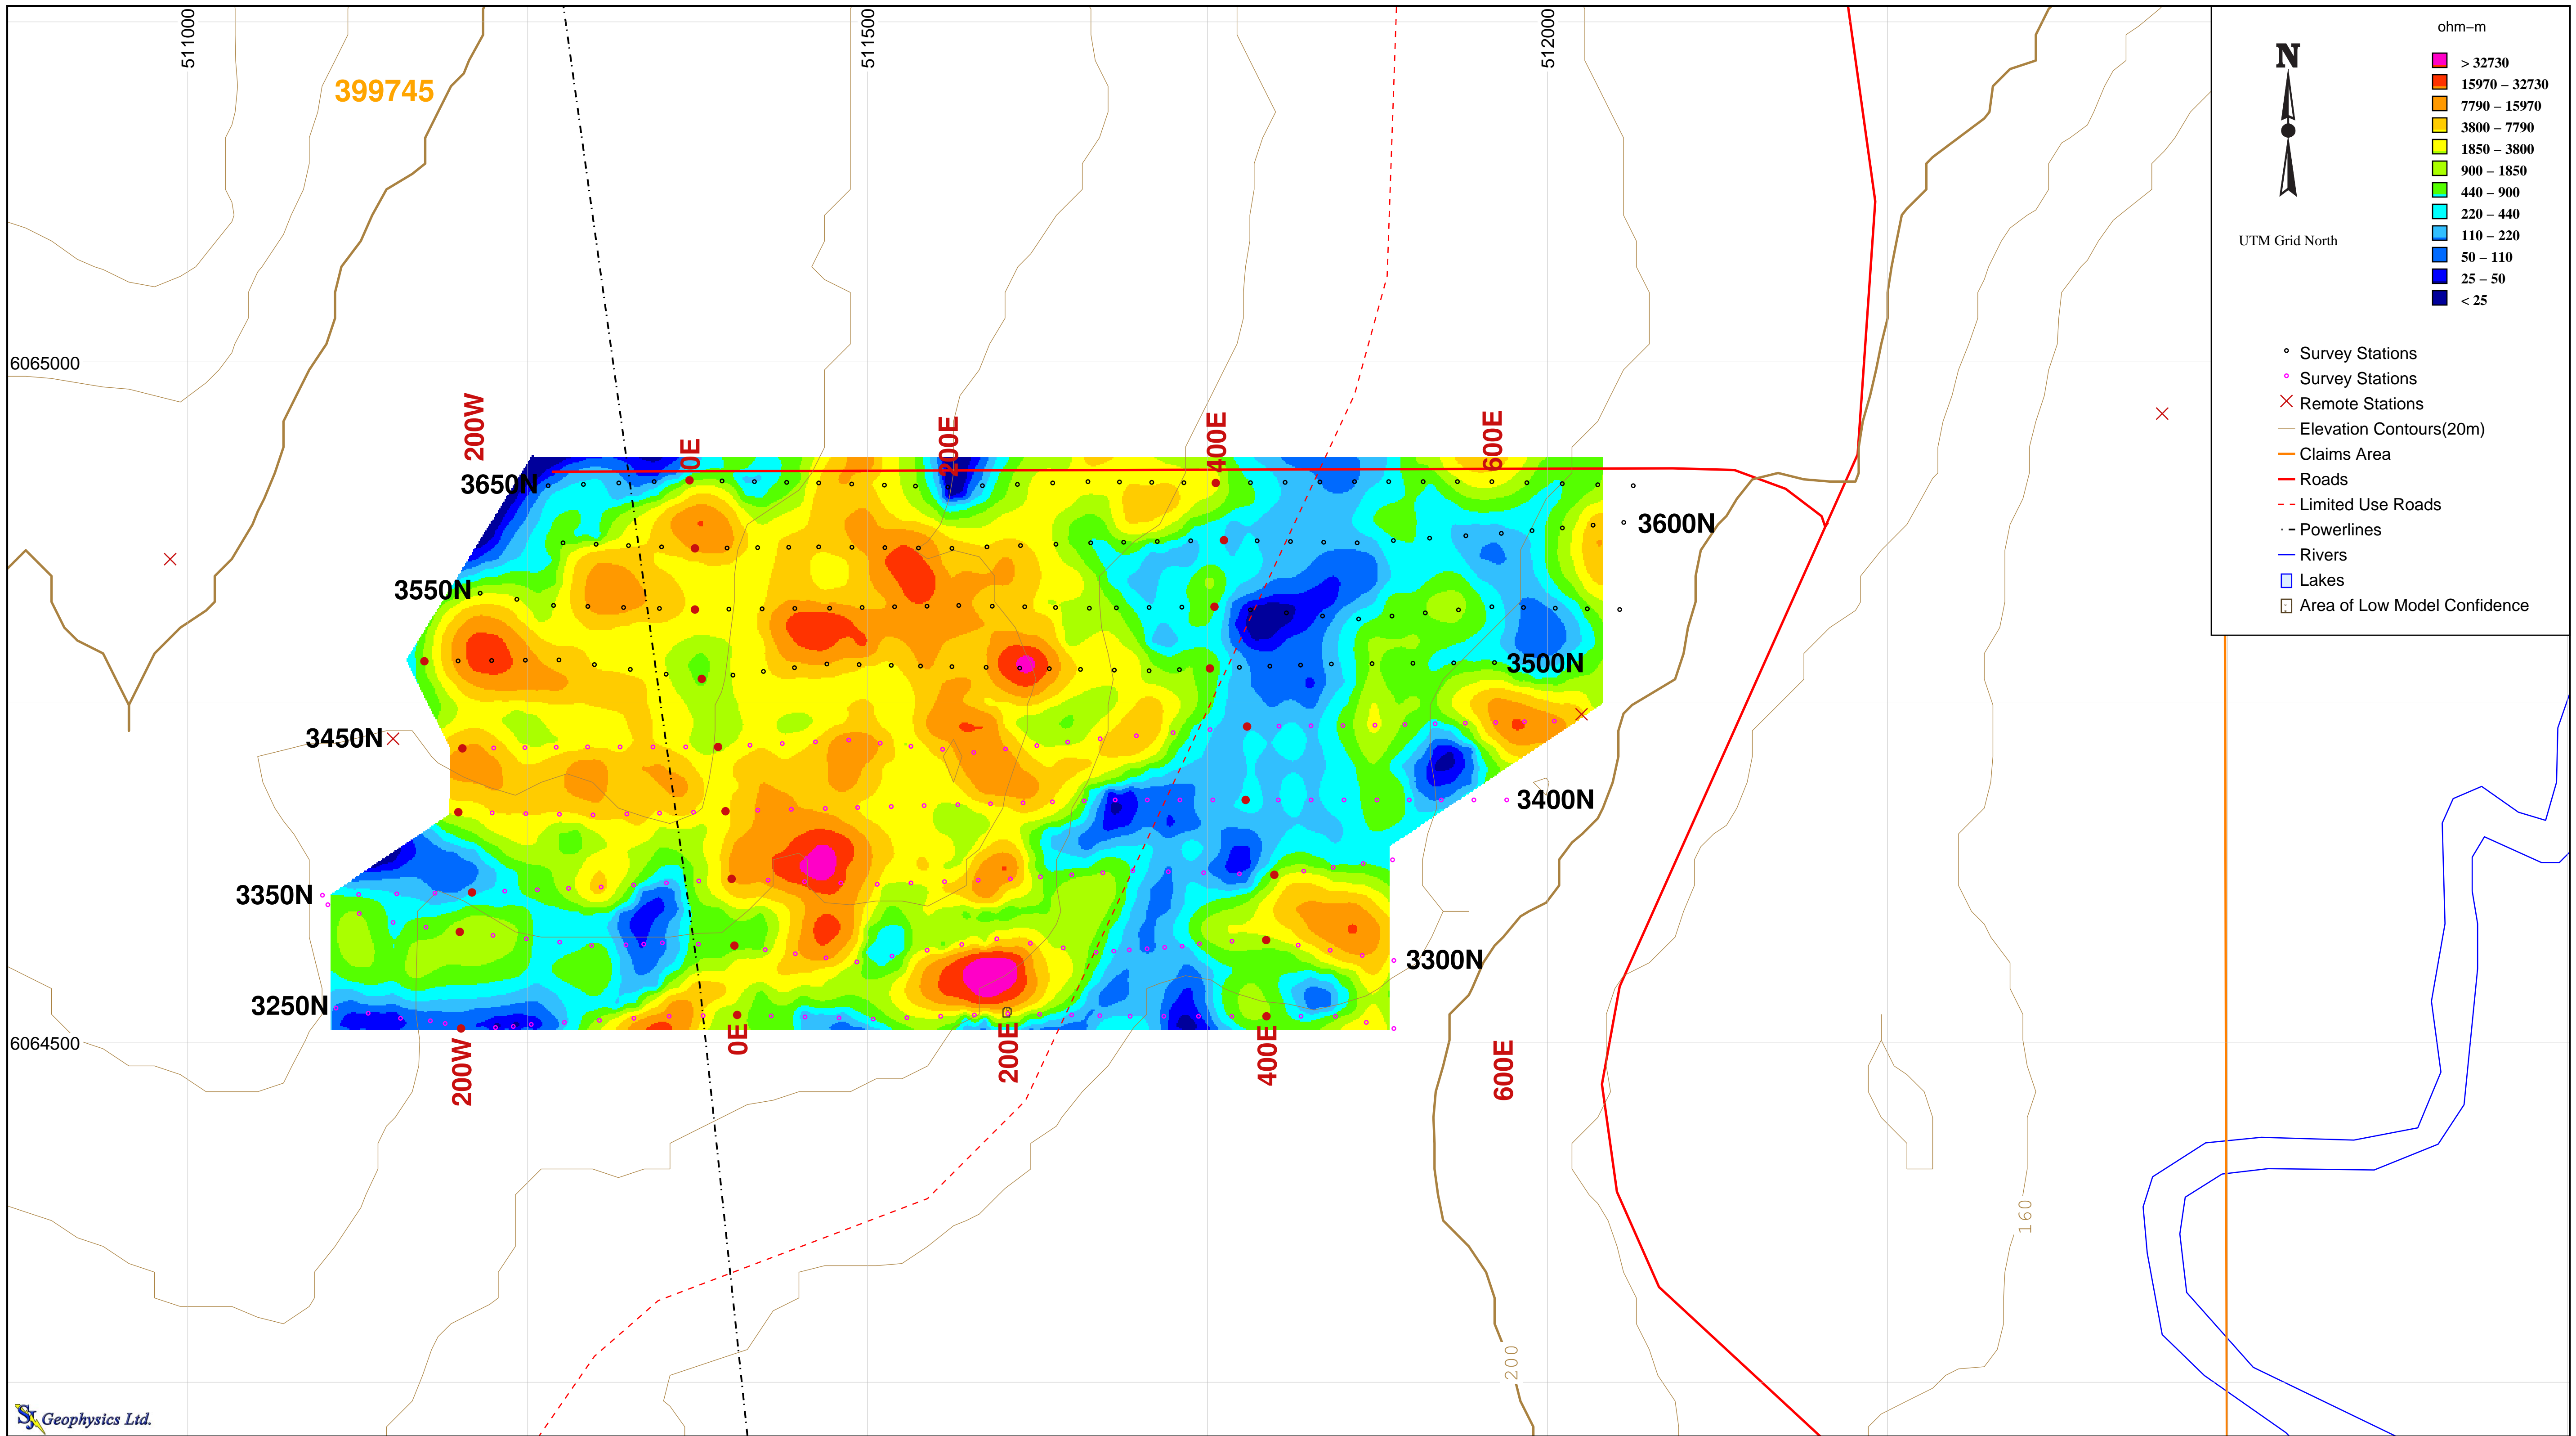 511000
511500
512000
399745
6065000
200W
0E
200E
400E
600E
3650N
3600N
3550N
3500N
3450N
3400N
3350N
3300N
3250N
6064500
200W
0E
200E
400E
600E
160
200
SJ Geophysics Ltd.
N
UTM Grid North
ohm–m
> 32730
15970 – 32730
7790 – 15970
3800 – 7790
1850 – 3800
900 – 1850
440 – 900
220 – 440
110 – 220
50 – 110
25 – 50
< 25
Survey Stations
Survey Stations
Remote Stations
Elevation Contours(20m)
Claims Area
Roads
Limited Use Roads
Powerlines
Rivers
Lakes
Area of Low Model Confidence